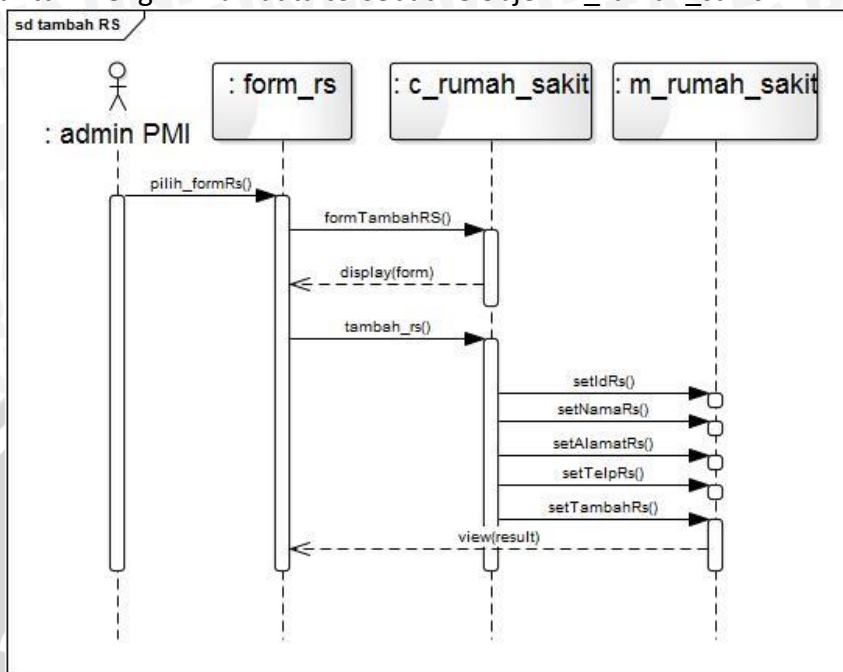 sd tambah RS
: admin PMI
: form_rs
: c_rumah_sakit
: m_rumah_sakit
pilih_formRs()
formTambahRS()
display(form)
tambah_rs()
setIdRs()
setNamaRs()
setAlamatRs()
setTelpRs()
setTambahRs()
view(result)